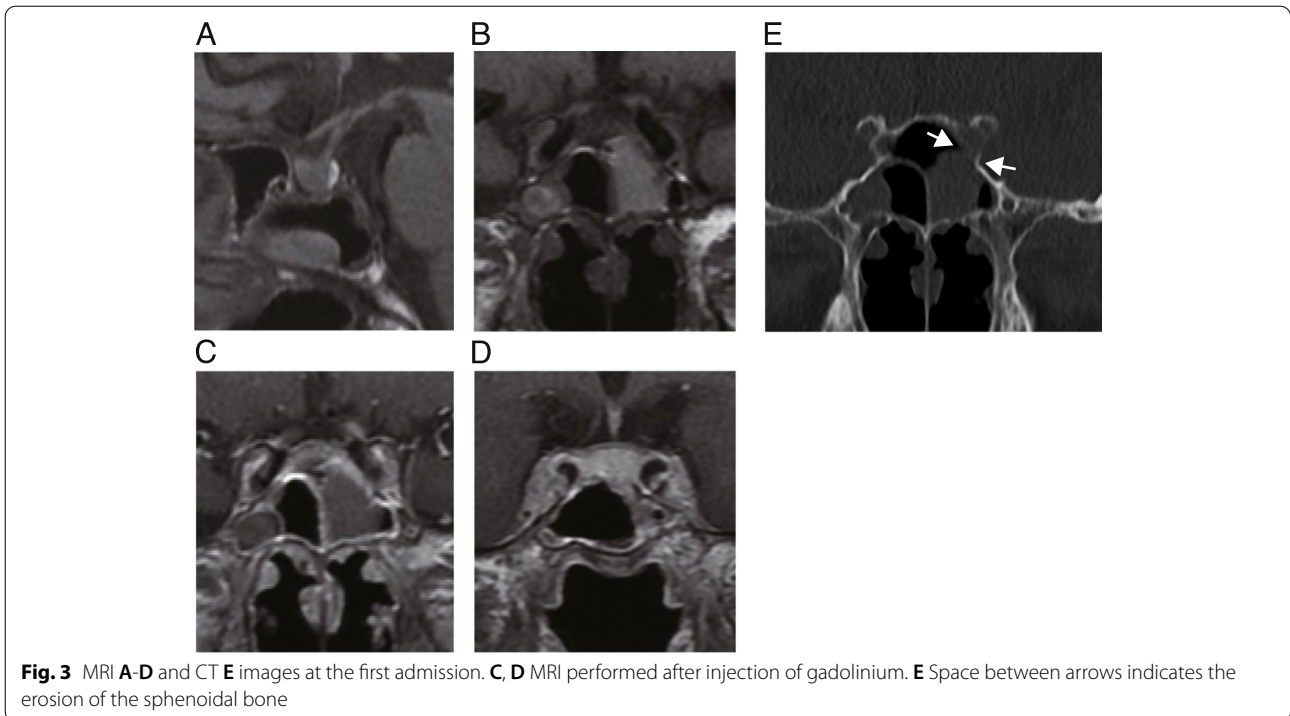 A
B
E
C
D
Fig. 3 MRI A-D and CT E images at the first admission. C, D MRI performed after injection of gadolinium. E Space between arrows indicates the
erosion of the sphenoidal bone